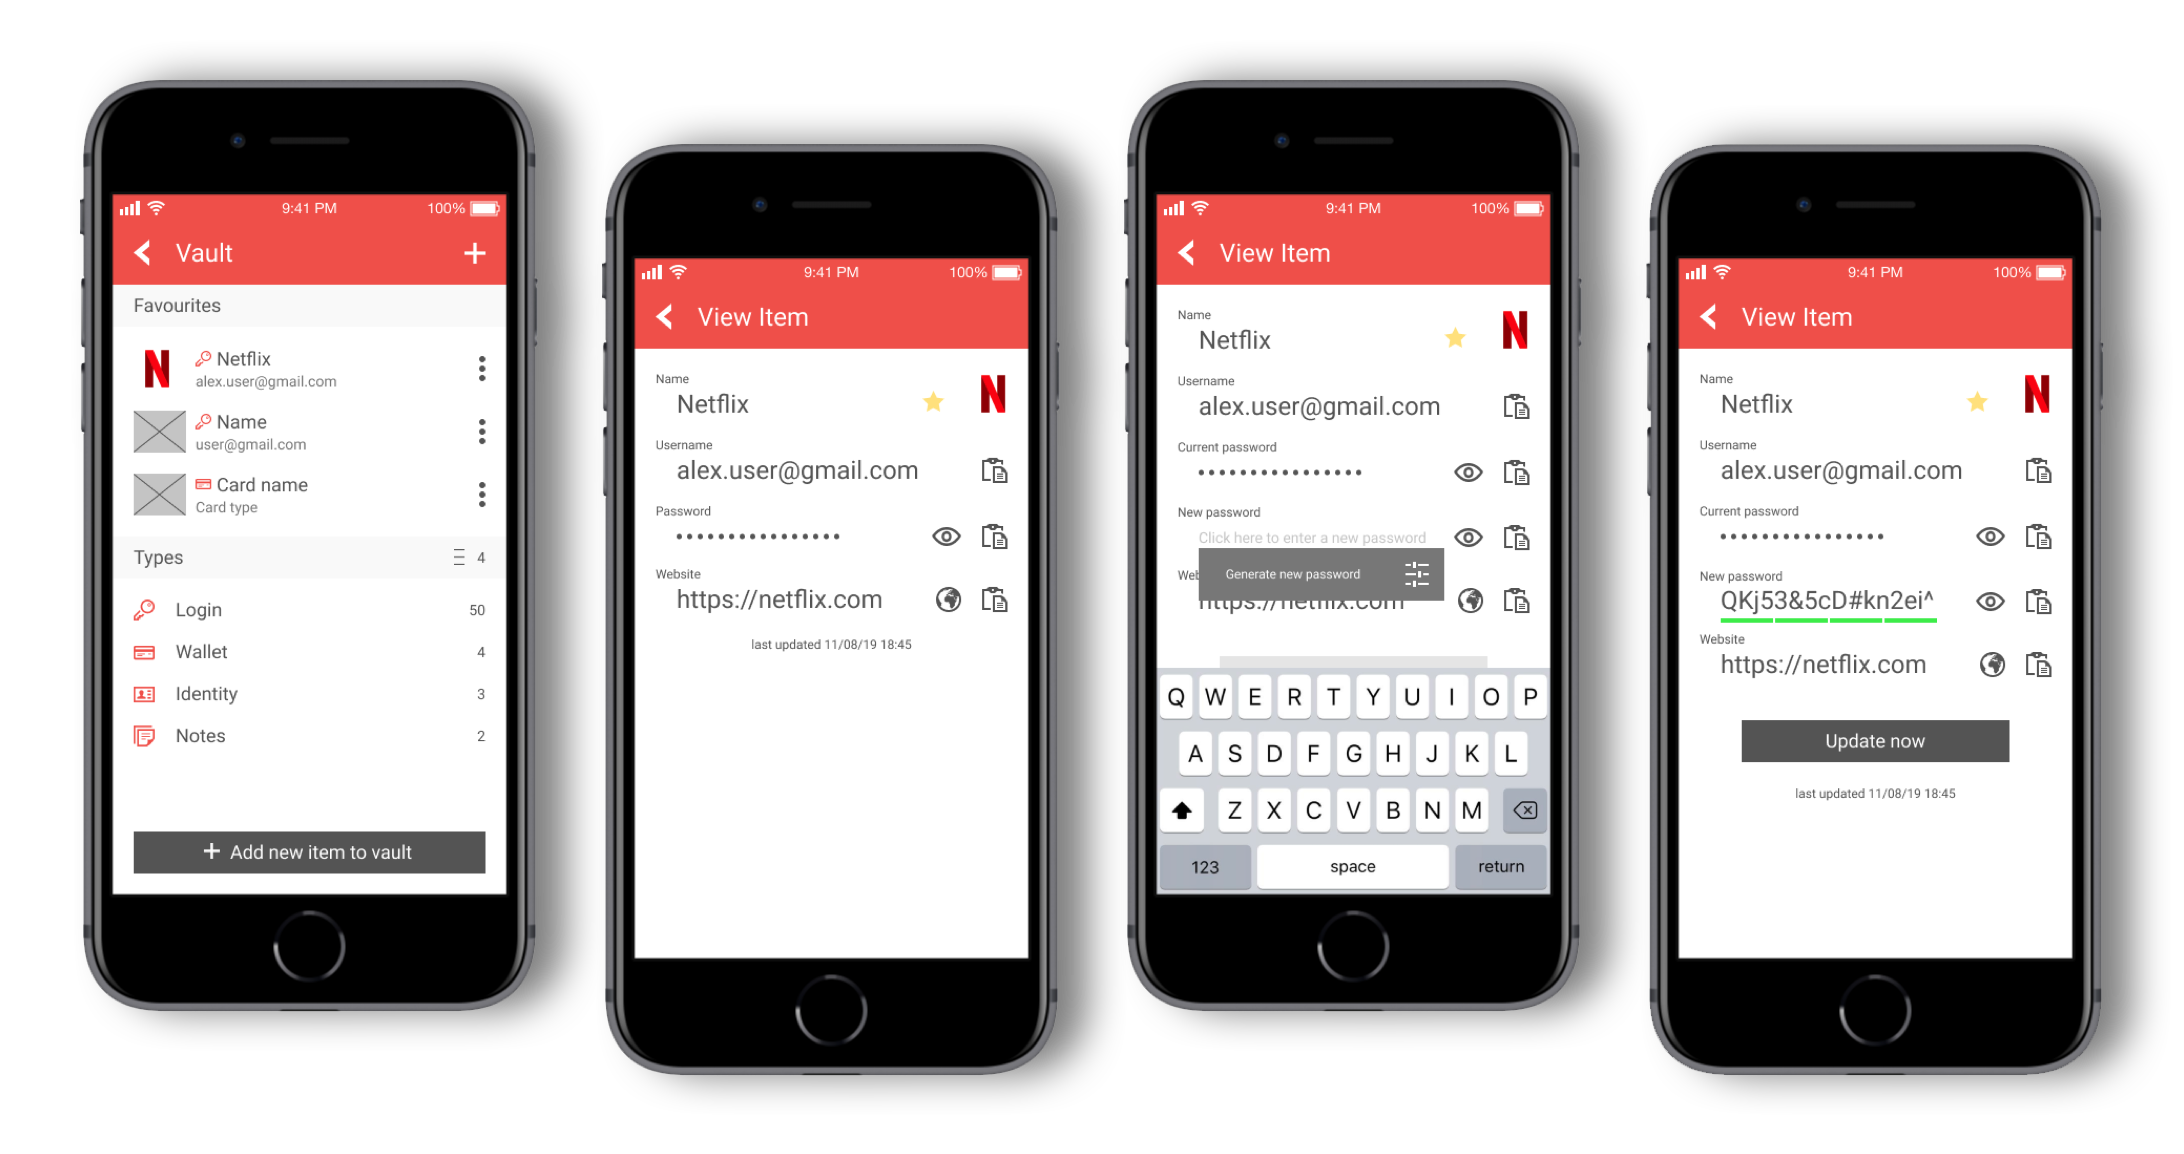 9:41 PM 100%
Vault
Favourites
Netflix
alex.user@gmail.com
Name
user@gmail.com
Card name
Card type
Types 4
Login 50
Wallet 4
Identity 3
Notes 2
+ Add new item to vault
9:41 PM 100%
View Item
Name
Netflix
N
Username
alex.user@gmail.com
Password
••••••••••••••••
Website
https://netflix.com
last updated 11/08/19 18:45
9:41 PM 100%
View Item
Name
Netflix
N
Username
alex.user@gmail.com
Current password
••••••••••••••••
New password
Click here to enter a new password
Generate new password
https://netflix.com
Q W E R T Y U I O P
A S D F G H J K L
Z X C V B N M
123 space return
9:41 PM 100%
View Item
Name
Netflix
N
Username
alex.user@gmail.com
Current password
••••••••••••••••
New password
QKj53&5cD#kn2ei^
Website
https://netflix.com
Update now
last updated 11/08/19 18:45